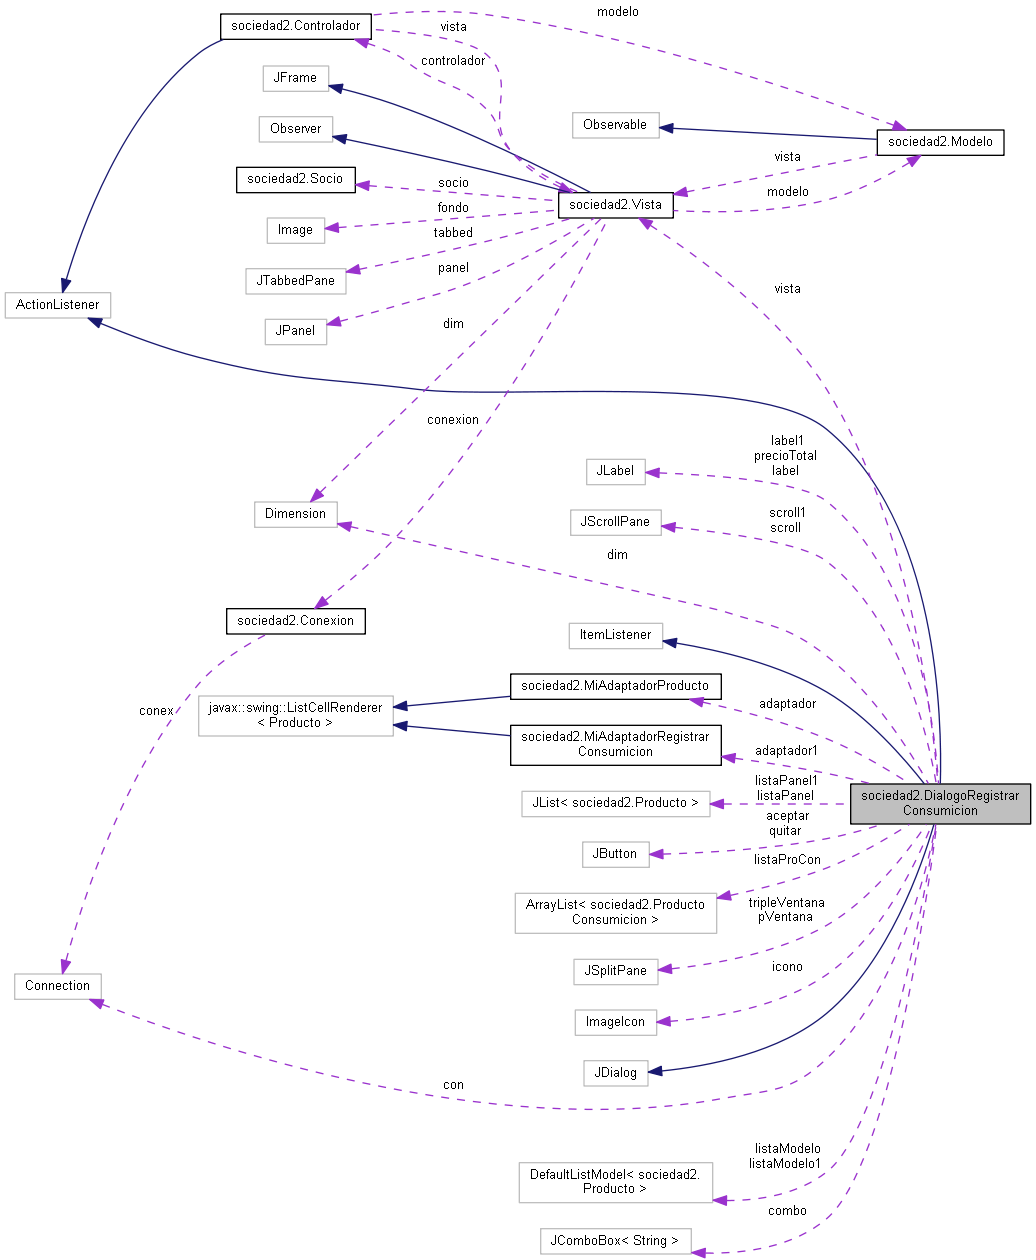 modelo
sociedad2.Controlador
vista
controlador
JFrame
Observable
Observer
sociedad2.Modelo
vista
sociedad2.Socio
socio
modelo
sociedad2.Vista
fondo
Image
tabbed
JTabbedPane
panel
vista
ActionListener
JPanel
dim
conexion
label1
precioTotal
label
JLabel
Dimension
scroll1
scroll
JScrollPane
dim
sociedad2.Conexion
ItemListener
sociedad2.MiAdaptadorProducto
adaptador
conex
javax::swing::ListCellRenderer
< Producto >
sociedad2.MiAdaptadorRegistrar
Consumicion
adaptador1
listaPanel1
listaPanel
JList< sociedad2.Producto >
sociedad2.DialogoRegistrar
Consumicion
aceptar
quitar
JButton
listaProCon
ArrayList< sociedad2.Producto
Consumicion >
tripleVentana
pVentana
JSplitPane
icono
Connection
ImageIcon
JDialog
con
listaModelo
listaModelo1
DefaultListModel< sociedad2.
Producto >
combo
JComboBox< String >